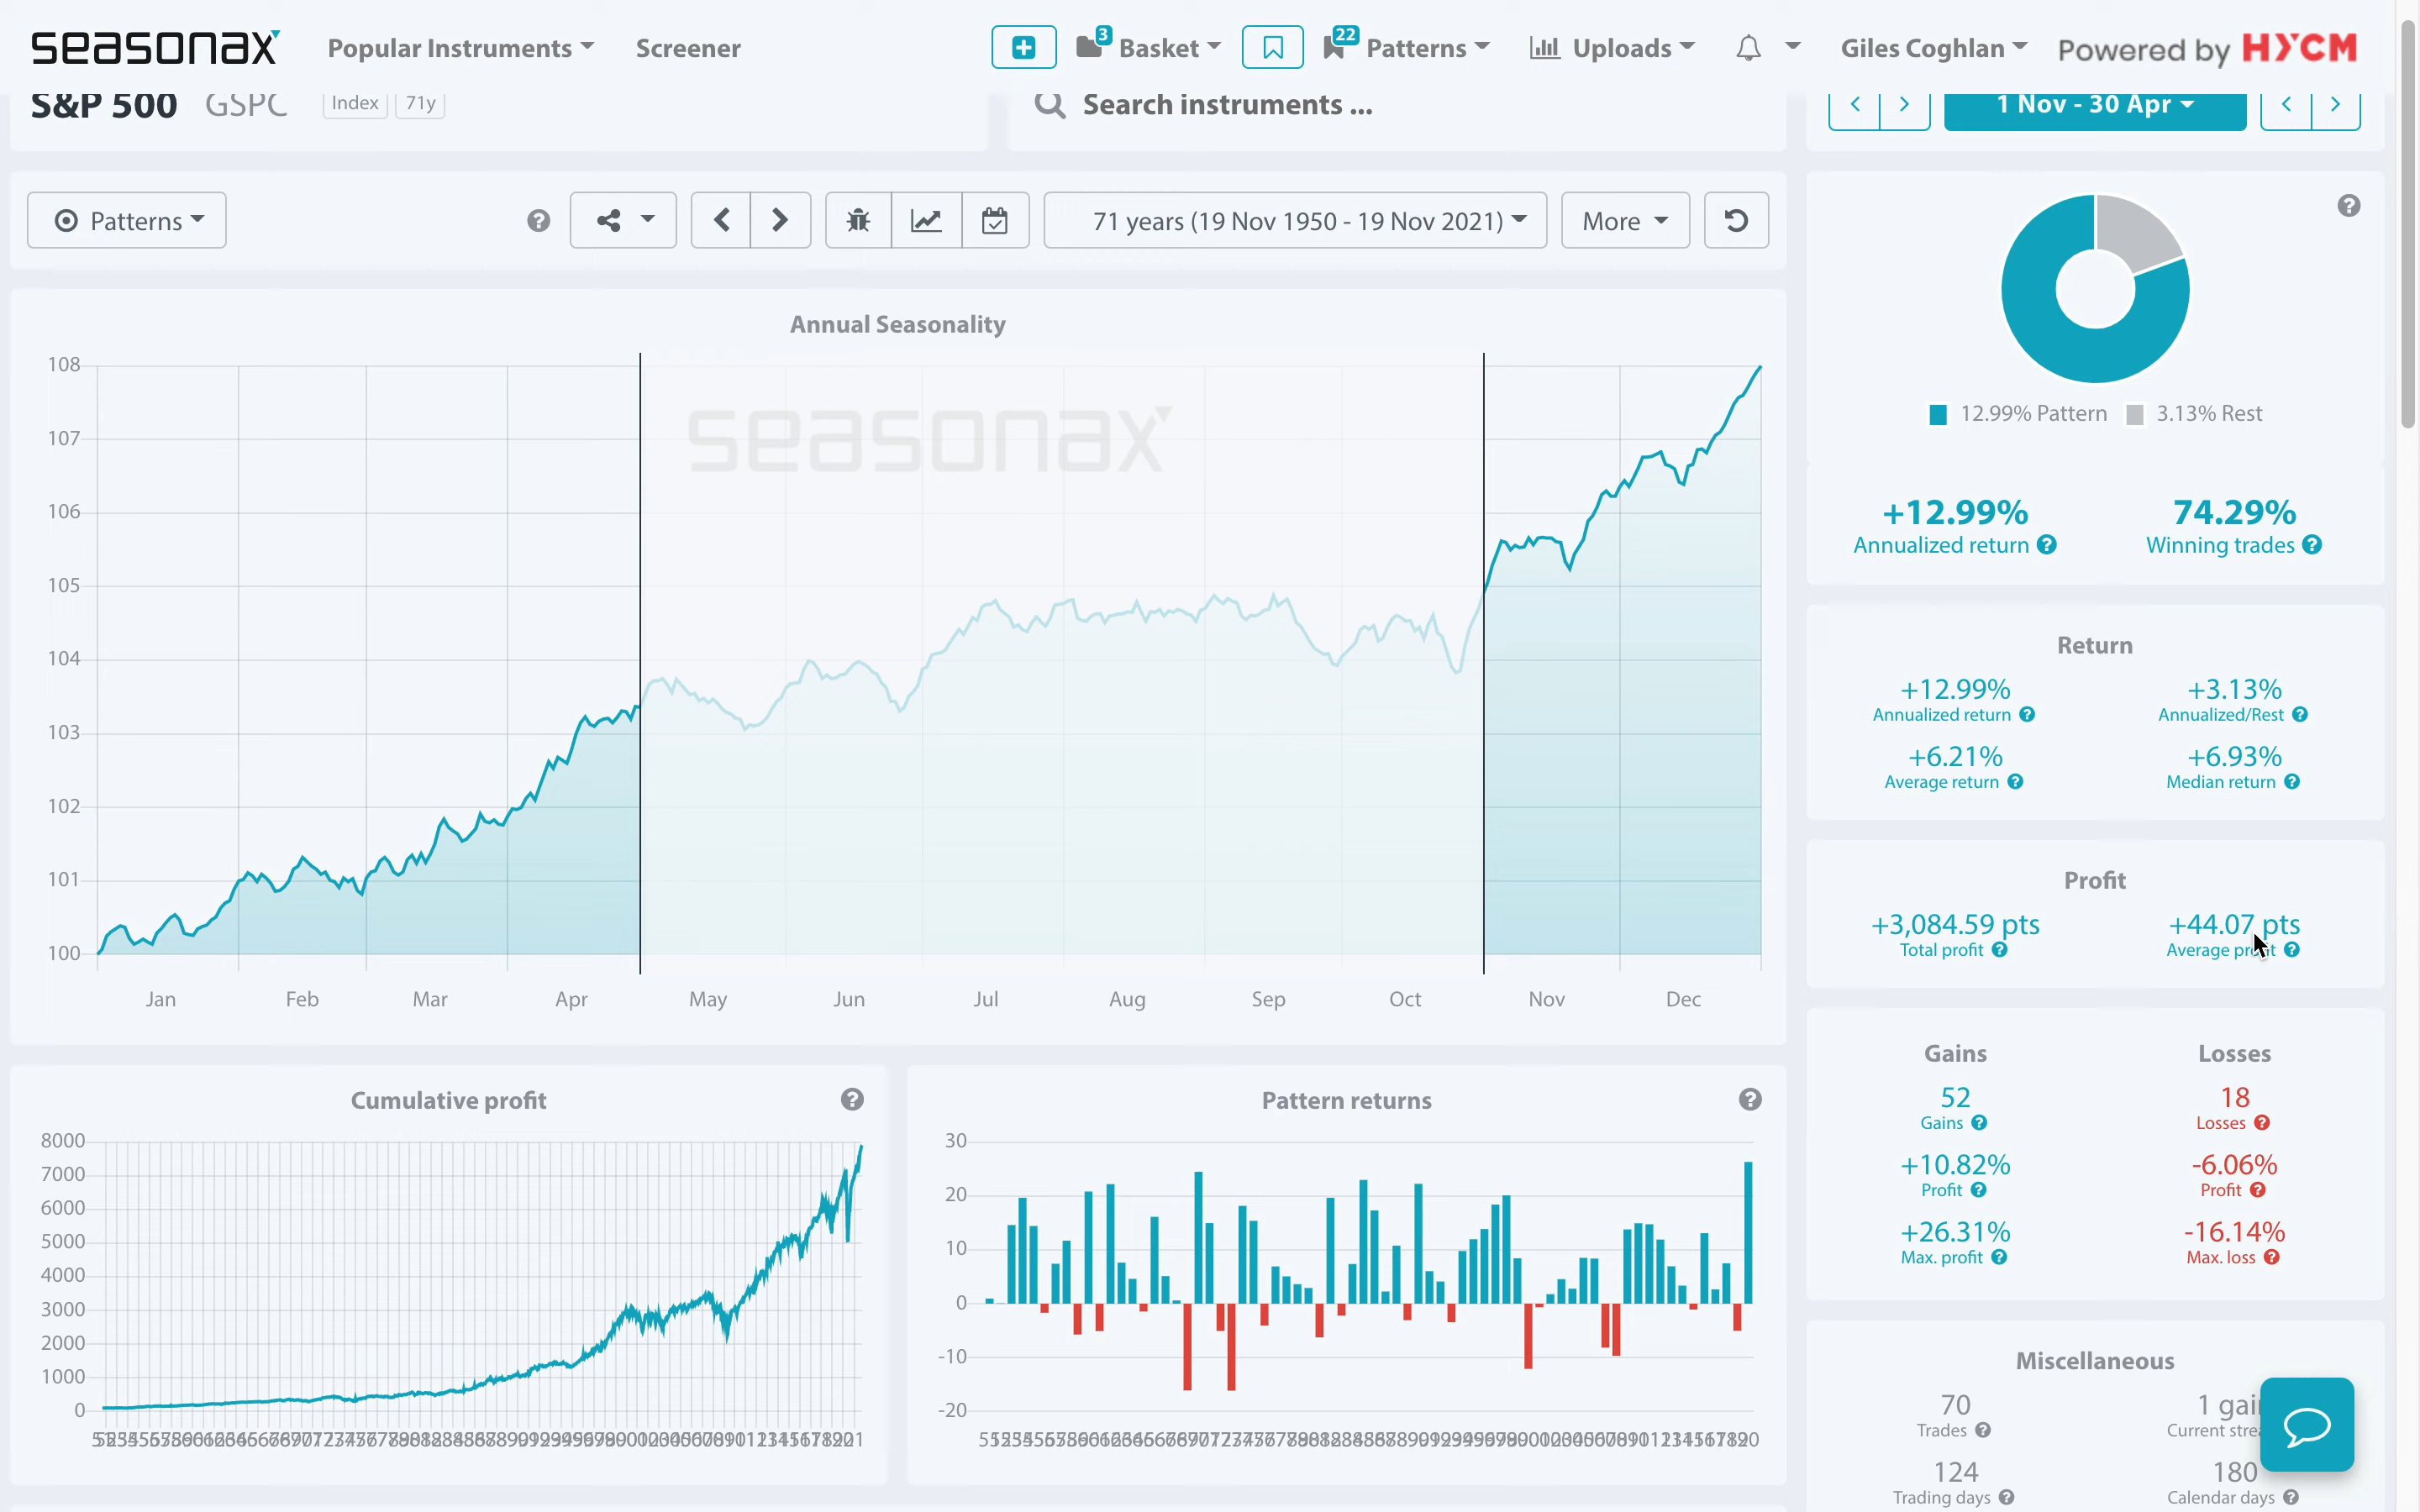 seasonax Popular Instruments Screener 3 Basket 22 Patterns Uploads Giles Coghlan Powered by HYCM
S&P 500 GSPC Index 71y Search instruments ... 1 Nov - 30 Apr
Patterns 71 years (19 Nov 1950 - 19 Nov 2021) More
Annual Seasonality
seasonax
108
107
106
105
104
103
102
101
100
Jan Feb Mar Apr May Jun Jul Aug Sep Oct Nov Dec
12.99% Pattern 3.13% Rest
+12.99% 74.29%
Annualized return Winning trades
Return
+12.99% +3.13%
Annualized return Annualized/Rest
+6.21% +6.93%
Average return Median return
Profit
+3,084.59 pts +44.07 pts
Total profit Average profit
Gains Losses
52 18
Gains Losses
+10.82% -6.06%
Profit Profit
+26.31% -16.14%
Max. profit Max. loss
Miscellaneous
70 1
Trades Current
124 180
Trading days Calendar days
Cumulative profit
8000
7000
6000
5000
4000
3000
2000
1000
0
Pattern returns
30
20
10
0
-10
-20